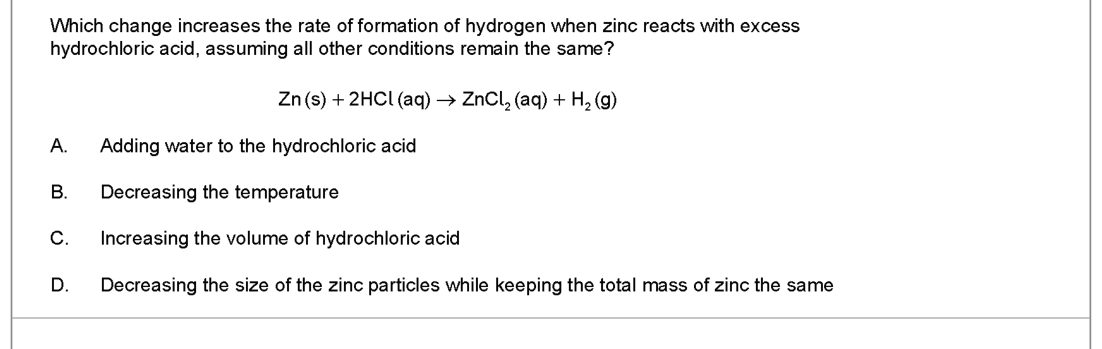 Which change increases the rate of formation of hydrogen when zinc reacts with excess
hydrochloric acid, assuming all other conditions remain the same?
Zn (s) + 2HCl (aq) → ZnCl₂ (aq) + H₂ (g)
A. Adding water to the hydrochloric acid
B. Decreasing the temperature
C. Increasing the volume of hydrochloric acid
D. Decreasing the size of the zinc particles while keeping the total mass of zinc the same